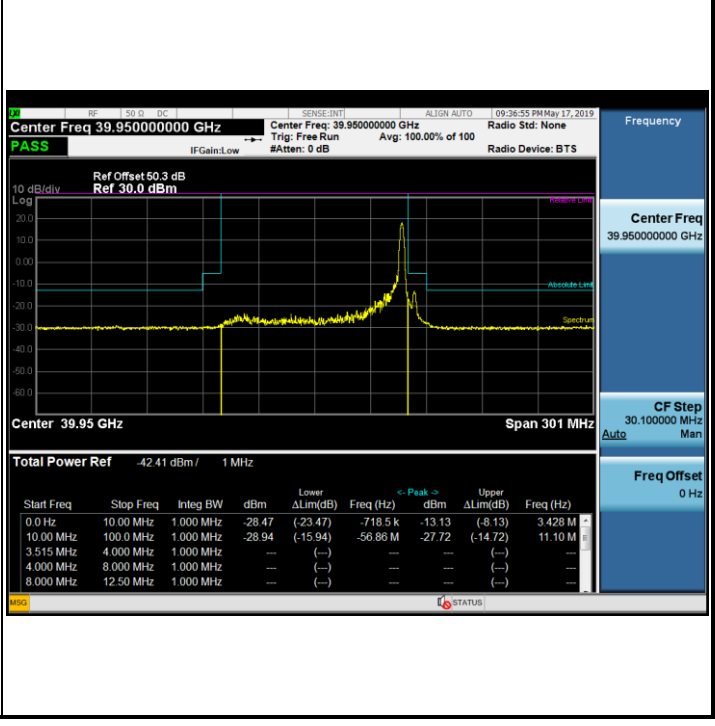 RF 50 Ω DC SENSE:INT ALIGN AUTO 09:36:55 PM May 17, 2019
Center Freq 39.950000000 GHz
Center Freq: 39.950000000 GHz
Radio Std: None
Trig: Free Run Avg: 100.00% of 100
PASS
IFGain:Low
#Atten: 0 dB
Radio Device: BTS
Ref Offset 50.3 dB
10 dB/div Ref 30.0 dBm
Log
Relative Limit
20.0
10.0
0.00
-10.0
Absolute Limit
-20.0
Spectrum
-30.0
-40.0
-50.0
-60.0
Center 39.95 GHz Span 301 MHz
Total Power Ref -42.41 dBm / 1 MHz
Lower <- Peak -> Upper
Start Freq Stop Freq Integ BW dBm ΔLim(dB) Freq (Hz) dBm ΔLim(dB) Freq (Hz)
0.0 Hz 10.00 MHz 1.000 MHz -28.47 (-23.47) -718.5 k -13.13 (-8.13) 3.428 M
10.00 MHz 100.0 MHz 1.000 MHz -28.94 (-15.94) -56.86 M -27.72 (-14.72) 11.10 M
3.515 MHz 4.000 MHz 1.000 MHz --- (---) --- --- (---) ---
4.000 MHz 8.000 MHz 1.000 MHz --- (---) --- --- (---) ---
8.000 MHz 12.50 MHz 1.000 MHz --- (---) --- --- (---) ---
MSG STATUS
Frequency
Center Freq
39.950000000 GHz
CF Step
30.100000 MHz
Auto Man
Freq Offset
0 Hz